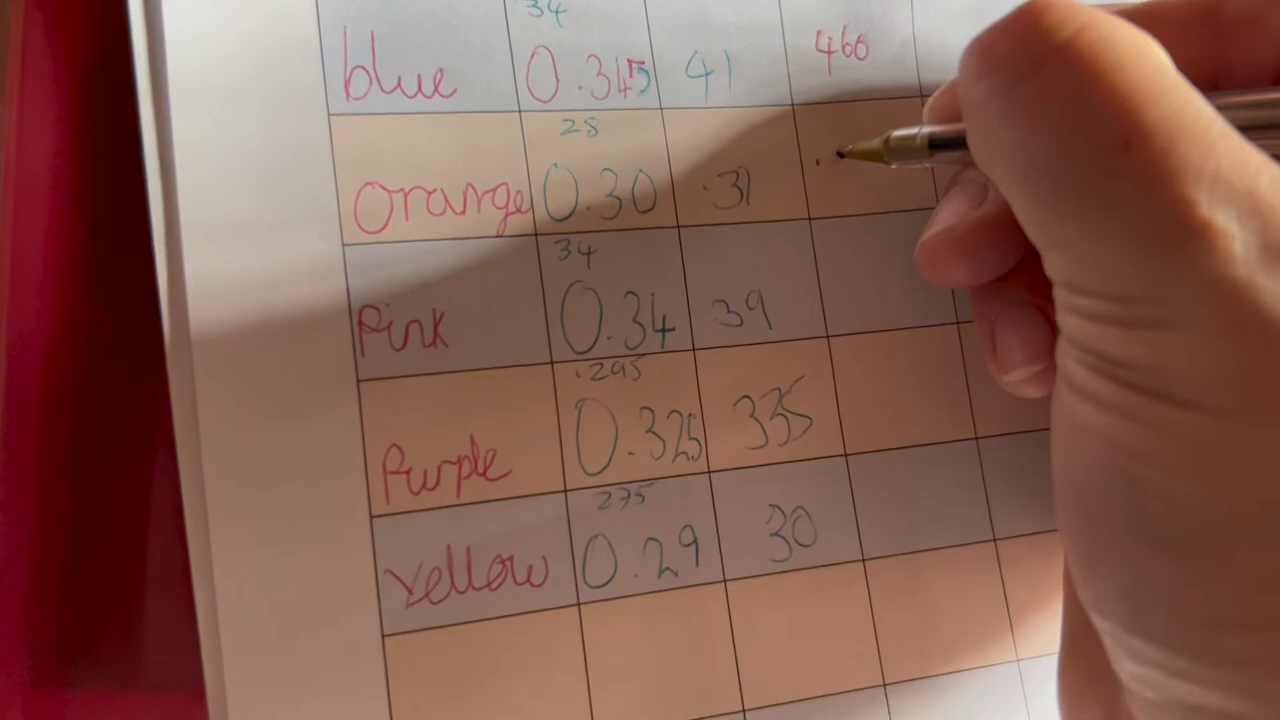 34
blue 0.345 41 460
28
orange 0.30 .31
34
Pink 0.34 .39
.295
Purple 0.325 335
275
yellow 0.29 30